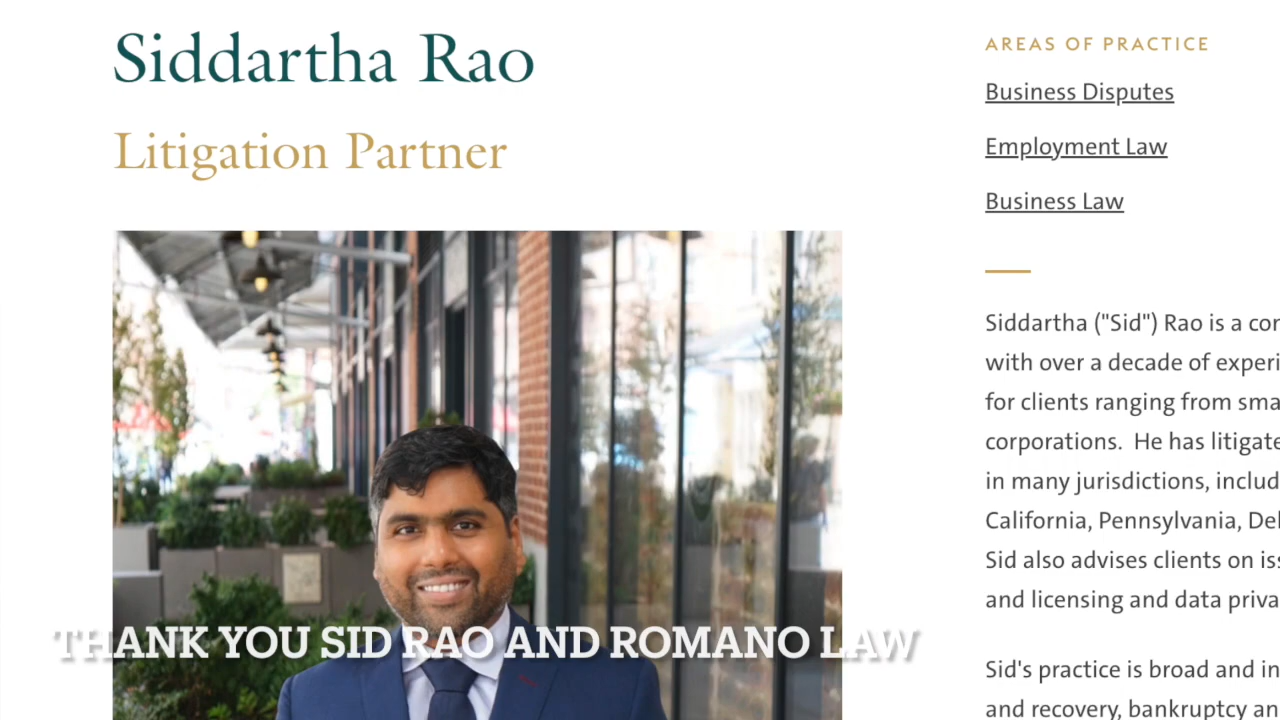 Siddartha Rao
Litigation Partner
THANK YOU SID RAO AND ROMANO LAW
AREAS OF PRACTICE
Business Disputes
Employment Law
Business Law
Siddartha ("Sid") Rao is a
with over a decade of
for clients ranging from
corporations. He has
in many jurisdictions,
California, Pennsylvania,
Sid also advises clients on
and licensing and data
Sid's practice is broad and
and recovery, bankruptcy